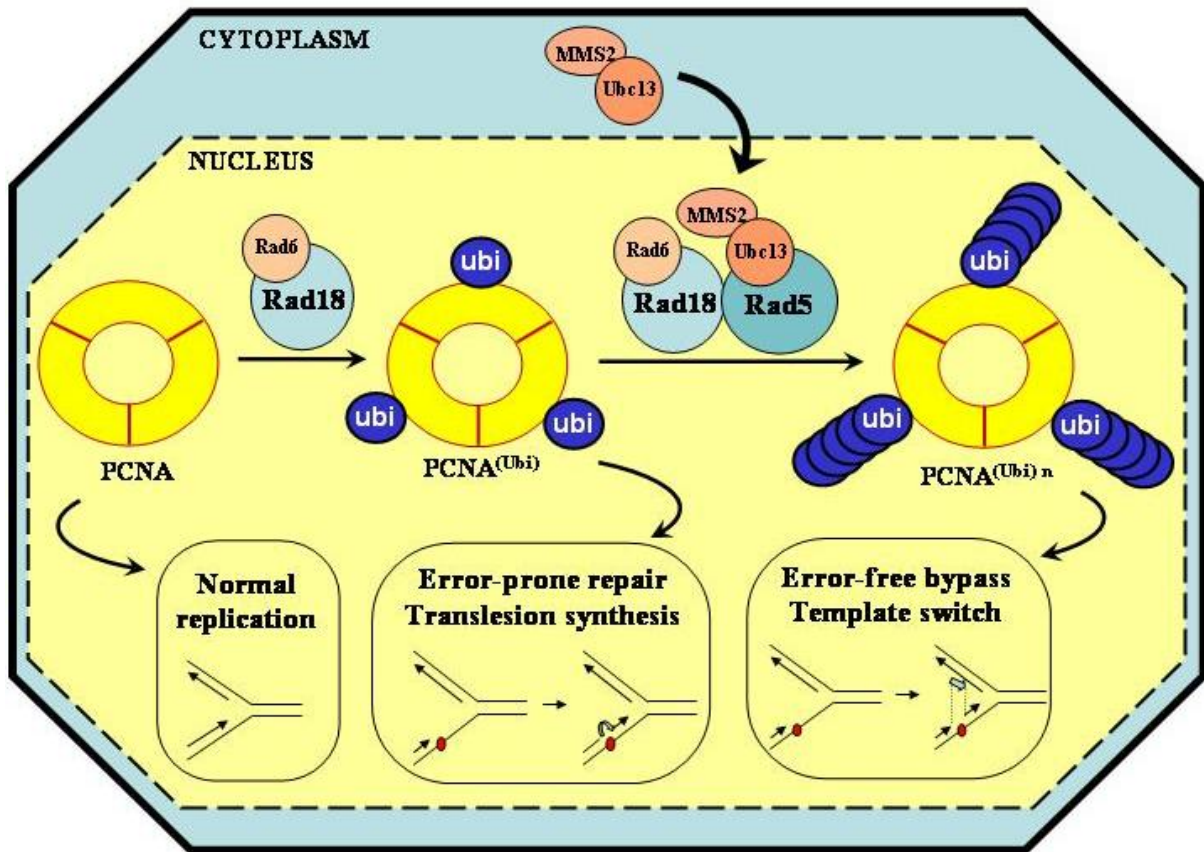 CYTOPLASM
MMS2
Ubc13
NUCLEUS
Rad6
Rad18
ubi
ubi
ubi
MMS2
Rad6
Ubc13
Rad18
Rad5
ubi
ubi
ubi
PCNA
PCNA(Ubi)
PCNA(Ubi) n
Normal
replication
Error-prone repair
Translesion synthesis
Error-free bypass
Template switch